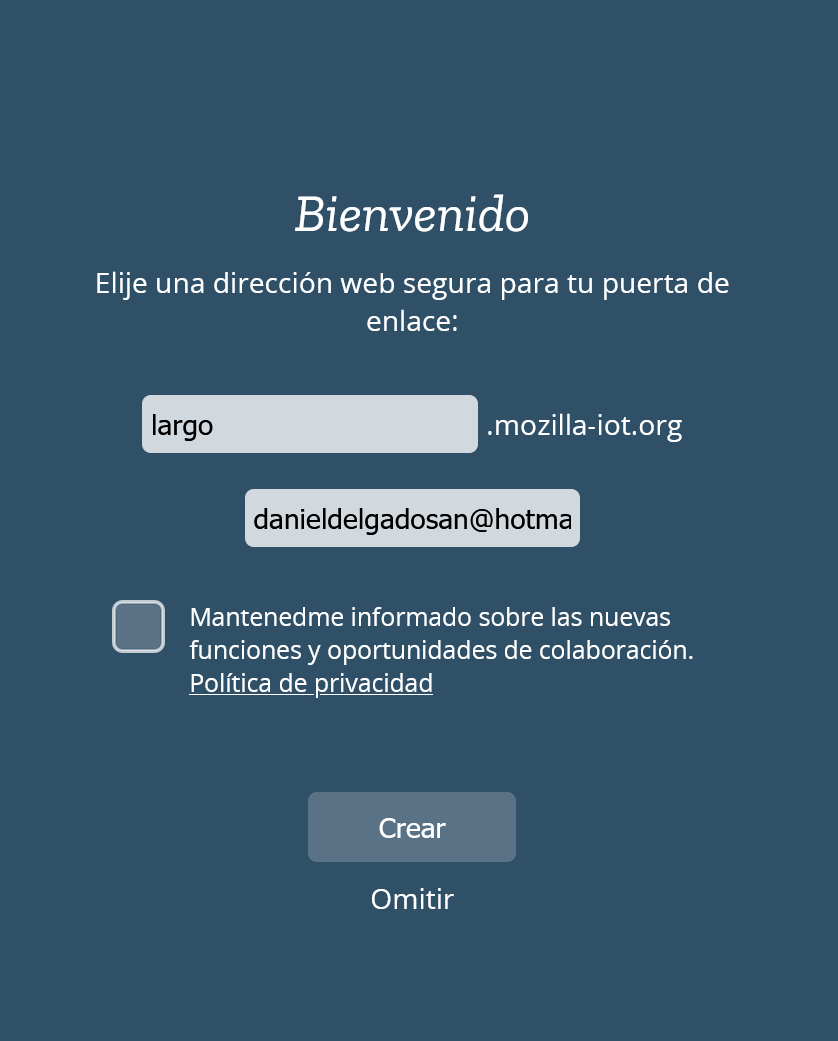 Bienvenido
Elije una dirección web segura para tu puerta de
enlace:
largo .mozilla-iot.org
danieldelgadosan@hotma
Mantenedme informado sobre las nuevas
funciones y oportunidades de colaboración.
Política de privacidad
Crear
Omitir